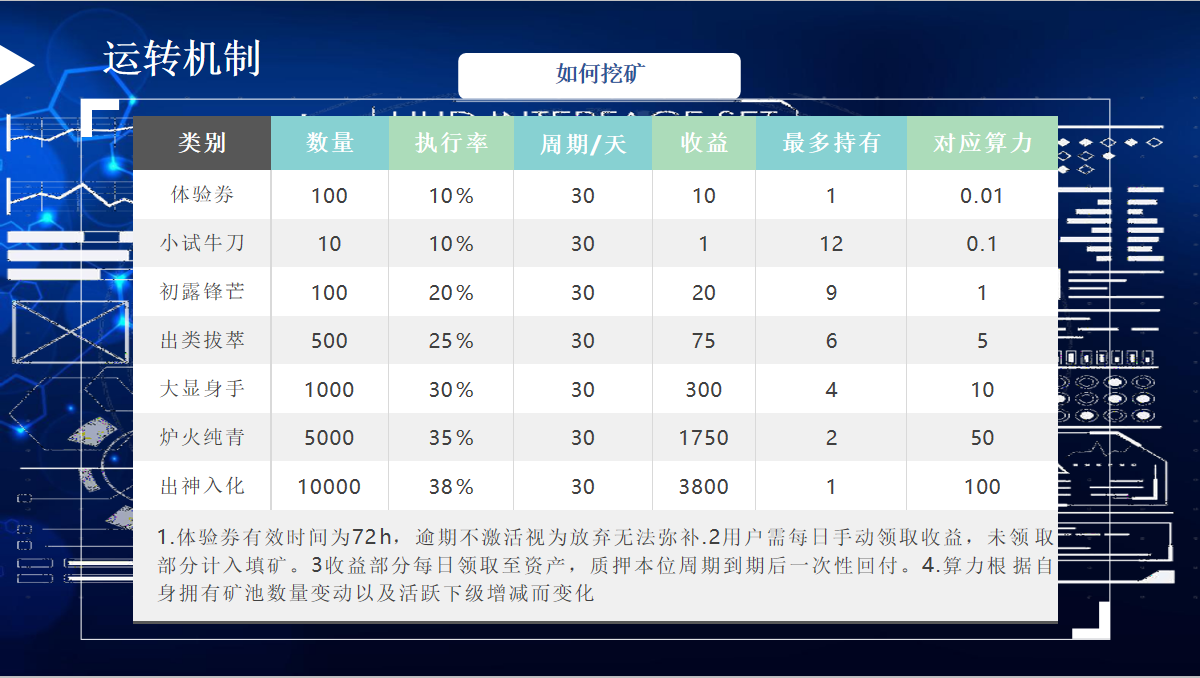 运转机制
如何挖矿
类别 数量 执行率 周期/天 收益 最多持有 对应算力
体验券 100 10% 30 10 1 0.01
小试牛刀 10 10% 30 1 12 0.1
初露锋芒 100 20% 30 20 9 1
出类拔萃 500 25% 30 75 6 5
大显身手 1000 30% 30 300 4 10
炉火纯青 5000 35% 30 1750 2 50
出神入化 10000 38% 30 3800 1 100
1.体验券有效时间为72h，逾期不激活视为放弃无法弥补.2用户需每日手动领取收益，未领取
部分计入填矿。3收益部分每日领取至资产，质押本位周期到期后一次性回付。4.算力根据自
身拥有矿池数量变动以及活跃下级增减而变化